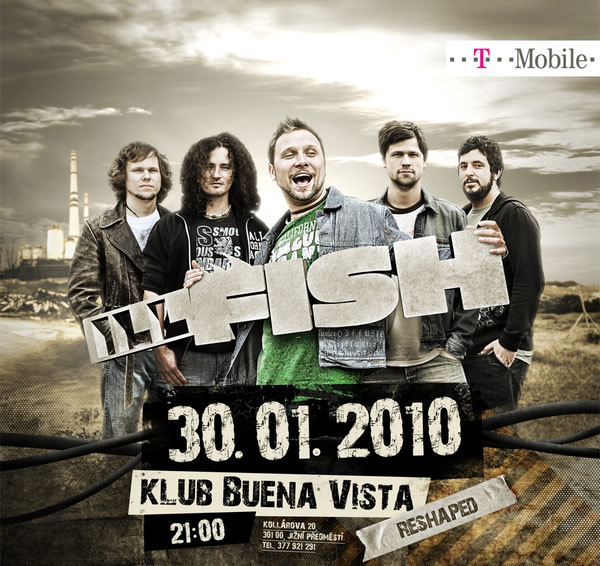 ··T··Mobile·
FISH
30. 01. 2010
KLUB BUENA VISTA
RESHAPED
21:00
KOLLÁROVA 20
301 00 JIŽNÍ PŘEDMĚSTÍ
TEL. 377 921 291